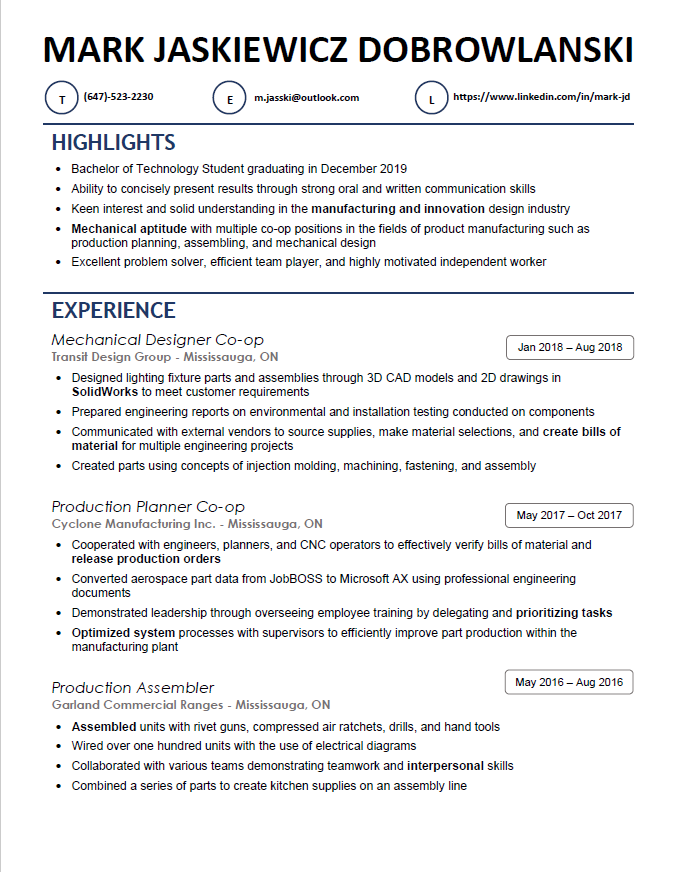 MARK JASKIEWICZ DOBROWLANSKI
T (647)-523-2230 E m.jasski@outlook.com L https://www.linkedin.com/in/mark-jd
HIGHLIGHTS
• Bachelor of Technology Student graduating in December 2019
• Ability to concisely present results through strong oral and written communication skills
• Keen interest and solid understanding in the manufacturing and innovation design industry
• Mechanical aptitude with multiple co-op positions in the fields of product manufacturing such as
production planning, assembling, and mechanical design
• Excellent problem solver, efficient team player, and highly motivated independent worker
EXPERIENCE
Mechanical Designer Co-op
Jan 2018 – Aug 2018
Transit Design Group - Mississauga, ON
• Designed lighting fixture parts and assemblies through 3D CAD models and 2D drawings in
SolidWorks to meet customer requirements
• Prepared engineering reports on environmental and installation testing conducted on components
• Communicated with external vendors to source supplies, make material selections, and create bills of
material for multiple engineering projects
• Created parts using concepts of injection molding, machining, fastening, and assembly
Production Planner Co-op
May 2017 – Oct 2017
Cyclone Manufacturing Inc. - Mississauga, ON
• Cooperated with engineers, planners, and CNC operators to effectively verify bills of material and
release production orders
• Converted aerospace part data from JobBOSS to Microsoft AX using professional engineering
documents
• Demonstrated leadership through overseeing employee training by delegating and prioritizing tasks
• Optimized system processes with supervisors to efficiently improve part production within the
manufacturing plant
Production Assembler
May 2016 – Aug 2016
Garland Commercial Ranges - Mississauga, ON
• Assembled units with rivet guns, compressed air ratchets, drills, and hand tools
• Wired over one hundred units with the use of electrical diagrams
• Collaborated with various teams demonstrating teamwork and interpersonal skills
• Combined a series of parts to create kitchen supplies on an assembly line